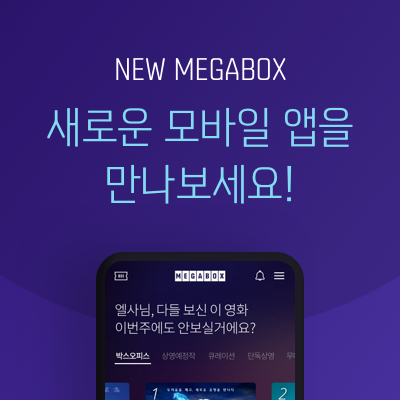 NEW MEGABOX
새로운 모바일 앱을
만나보세요!
MEGABOX
엘사님, 다들 보신 이 영화
이번주에도 안보실거에요?
박스오피스 상영예정작 큐레이션 단독상영
1 2